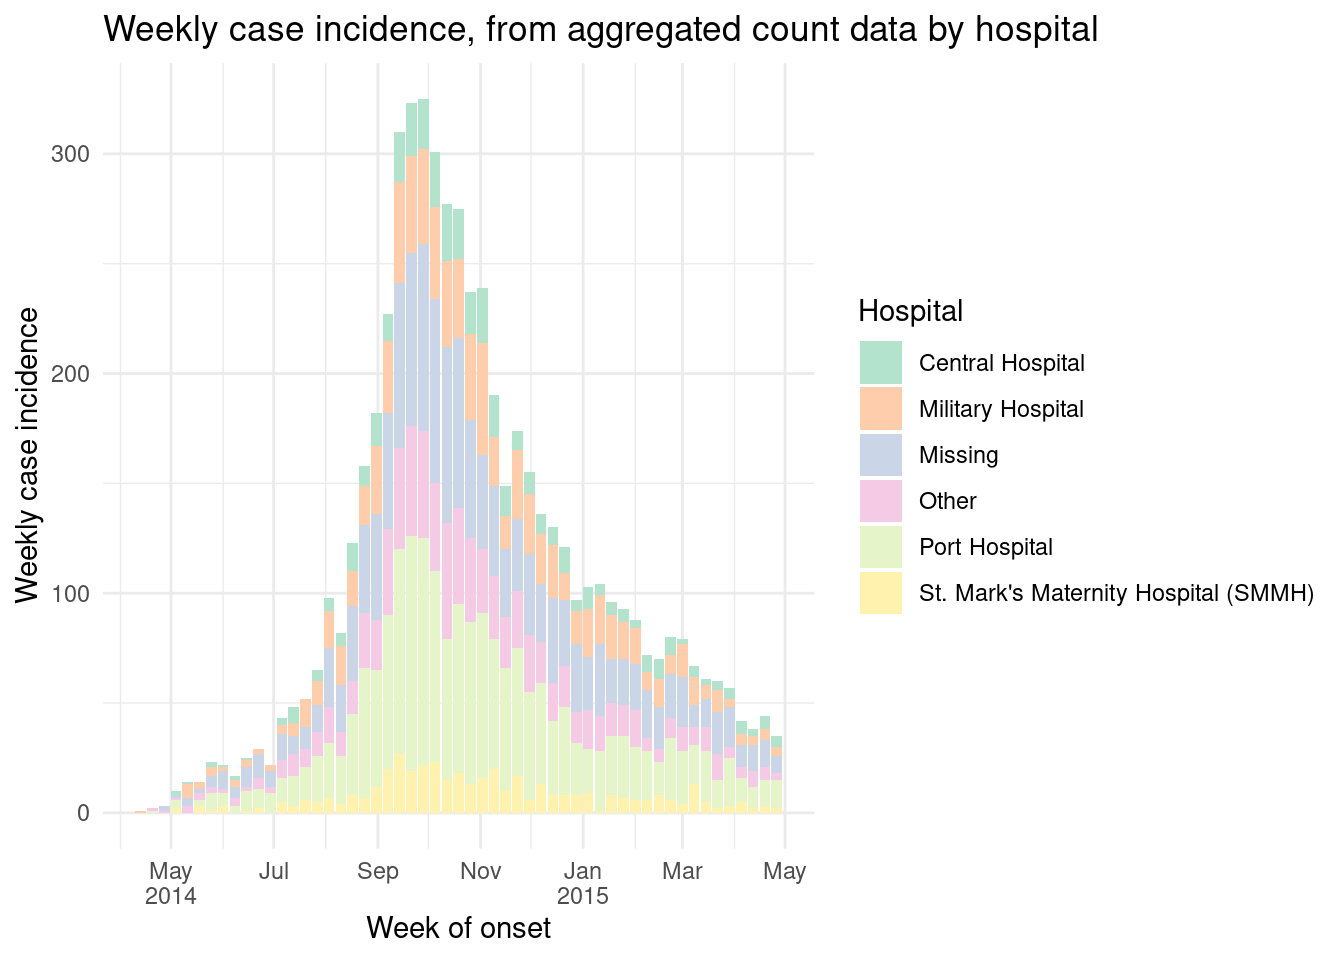 Weekly case incidence, from aggregated count data by hospital
Weekly case incidence
300
200
100
0
May
2014
Jul
Sep
Nov
Jan
2015
Mar
May
Week of onset
Hospital
Central Hospital
Military Hospital
Missing
Other
Port Hospital
St. Mark's Maternity Hospital (SMMH)